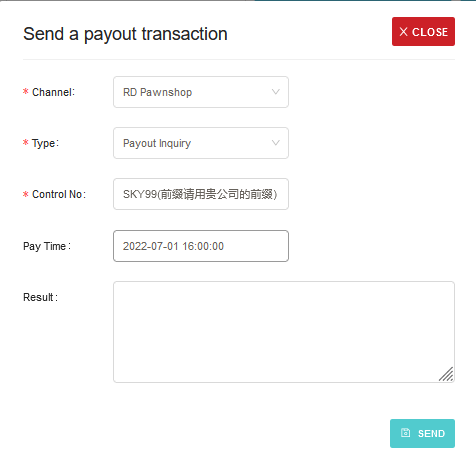 Send a payout transaction
X CLOSE
* Channel:
RD Pawnshop
* Type:
Payout Inquiry
* Control No:
SKY99(前缀请用贵公司的前缀)
Pay Time:
2022-07-01 16:00:00
Result:
SEND